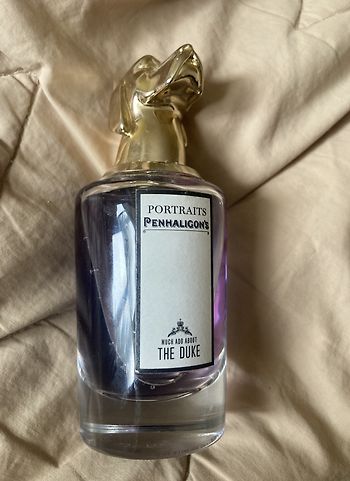 PORTRAITS
PENHALIGON'S
MUCH ADO ABOUT
THE DUKE